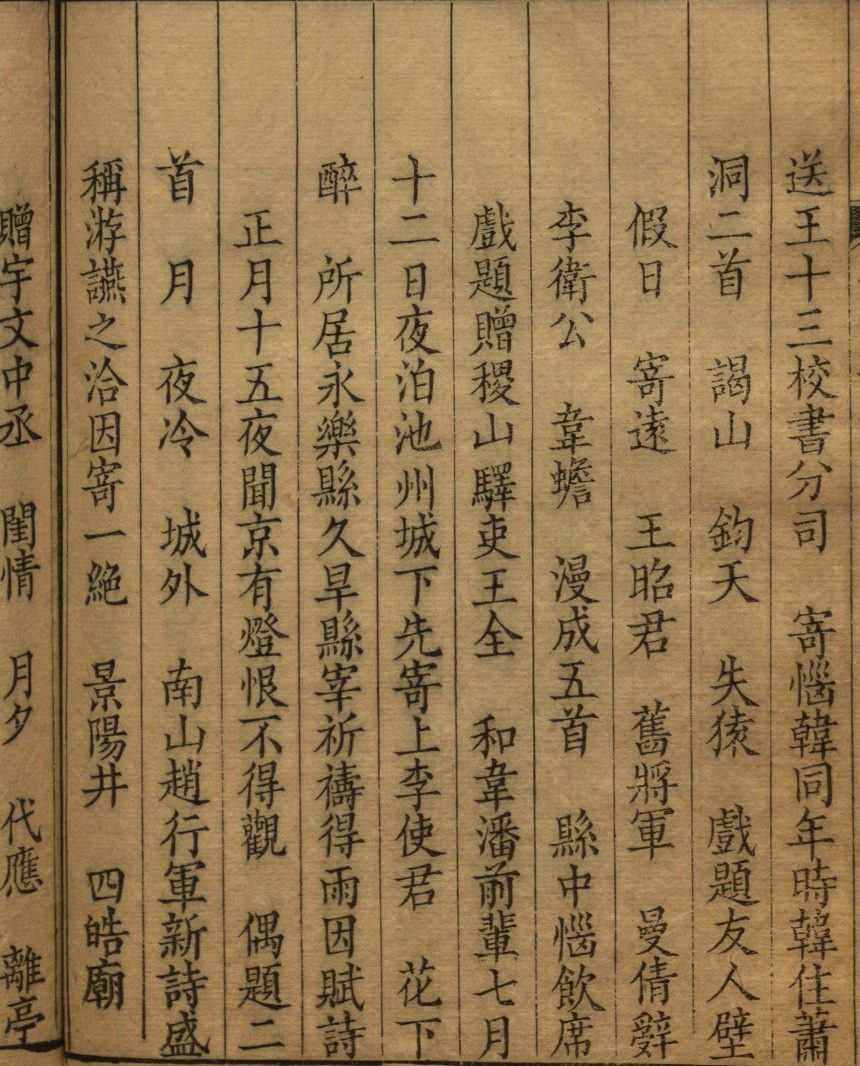 送王十三校書分司　寄惱韓同年時韓住蕭
洞二首　謁山　鈞天　失猿　戲題友人壁
假日　寄遠　王昭君　舊將軍　曼倩辭
李衛公　韋蟾　漫成五首　縣中惱飲席
戲題贈稷山驛吏王全　和韋潘前輩七月
十二日夜泊池州城下先寄上李使君　花下
醉　所居永樂縣久旱縣宰祈禱得雨因賦詩
正月十五夜聞京有燈恨不得觀　偶題二
首　月　夜冷　城外　南山趙行軍新詩盛
稱游讌之洽因寄一絕　景陽井　四皓廟
贈宇文中丞　閨情　月夕　代應　離亭